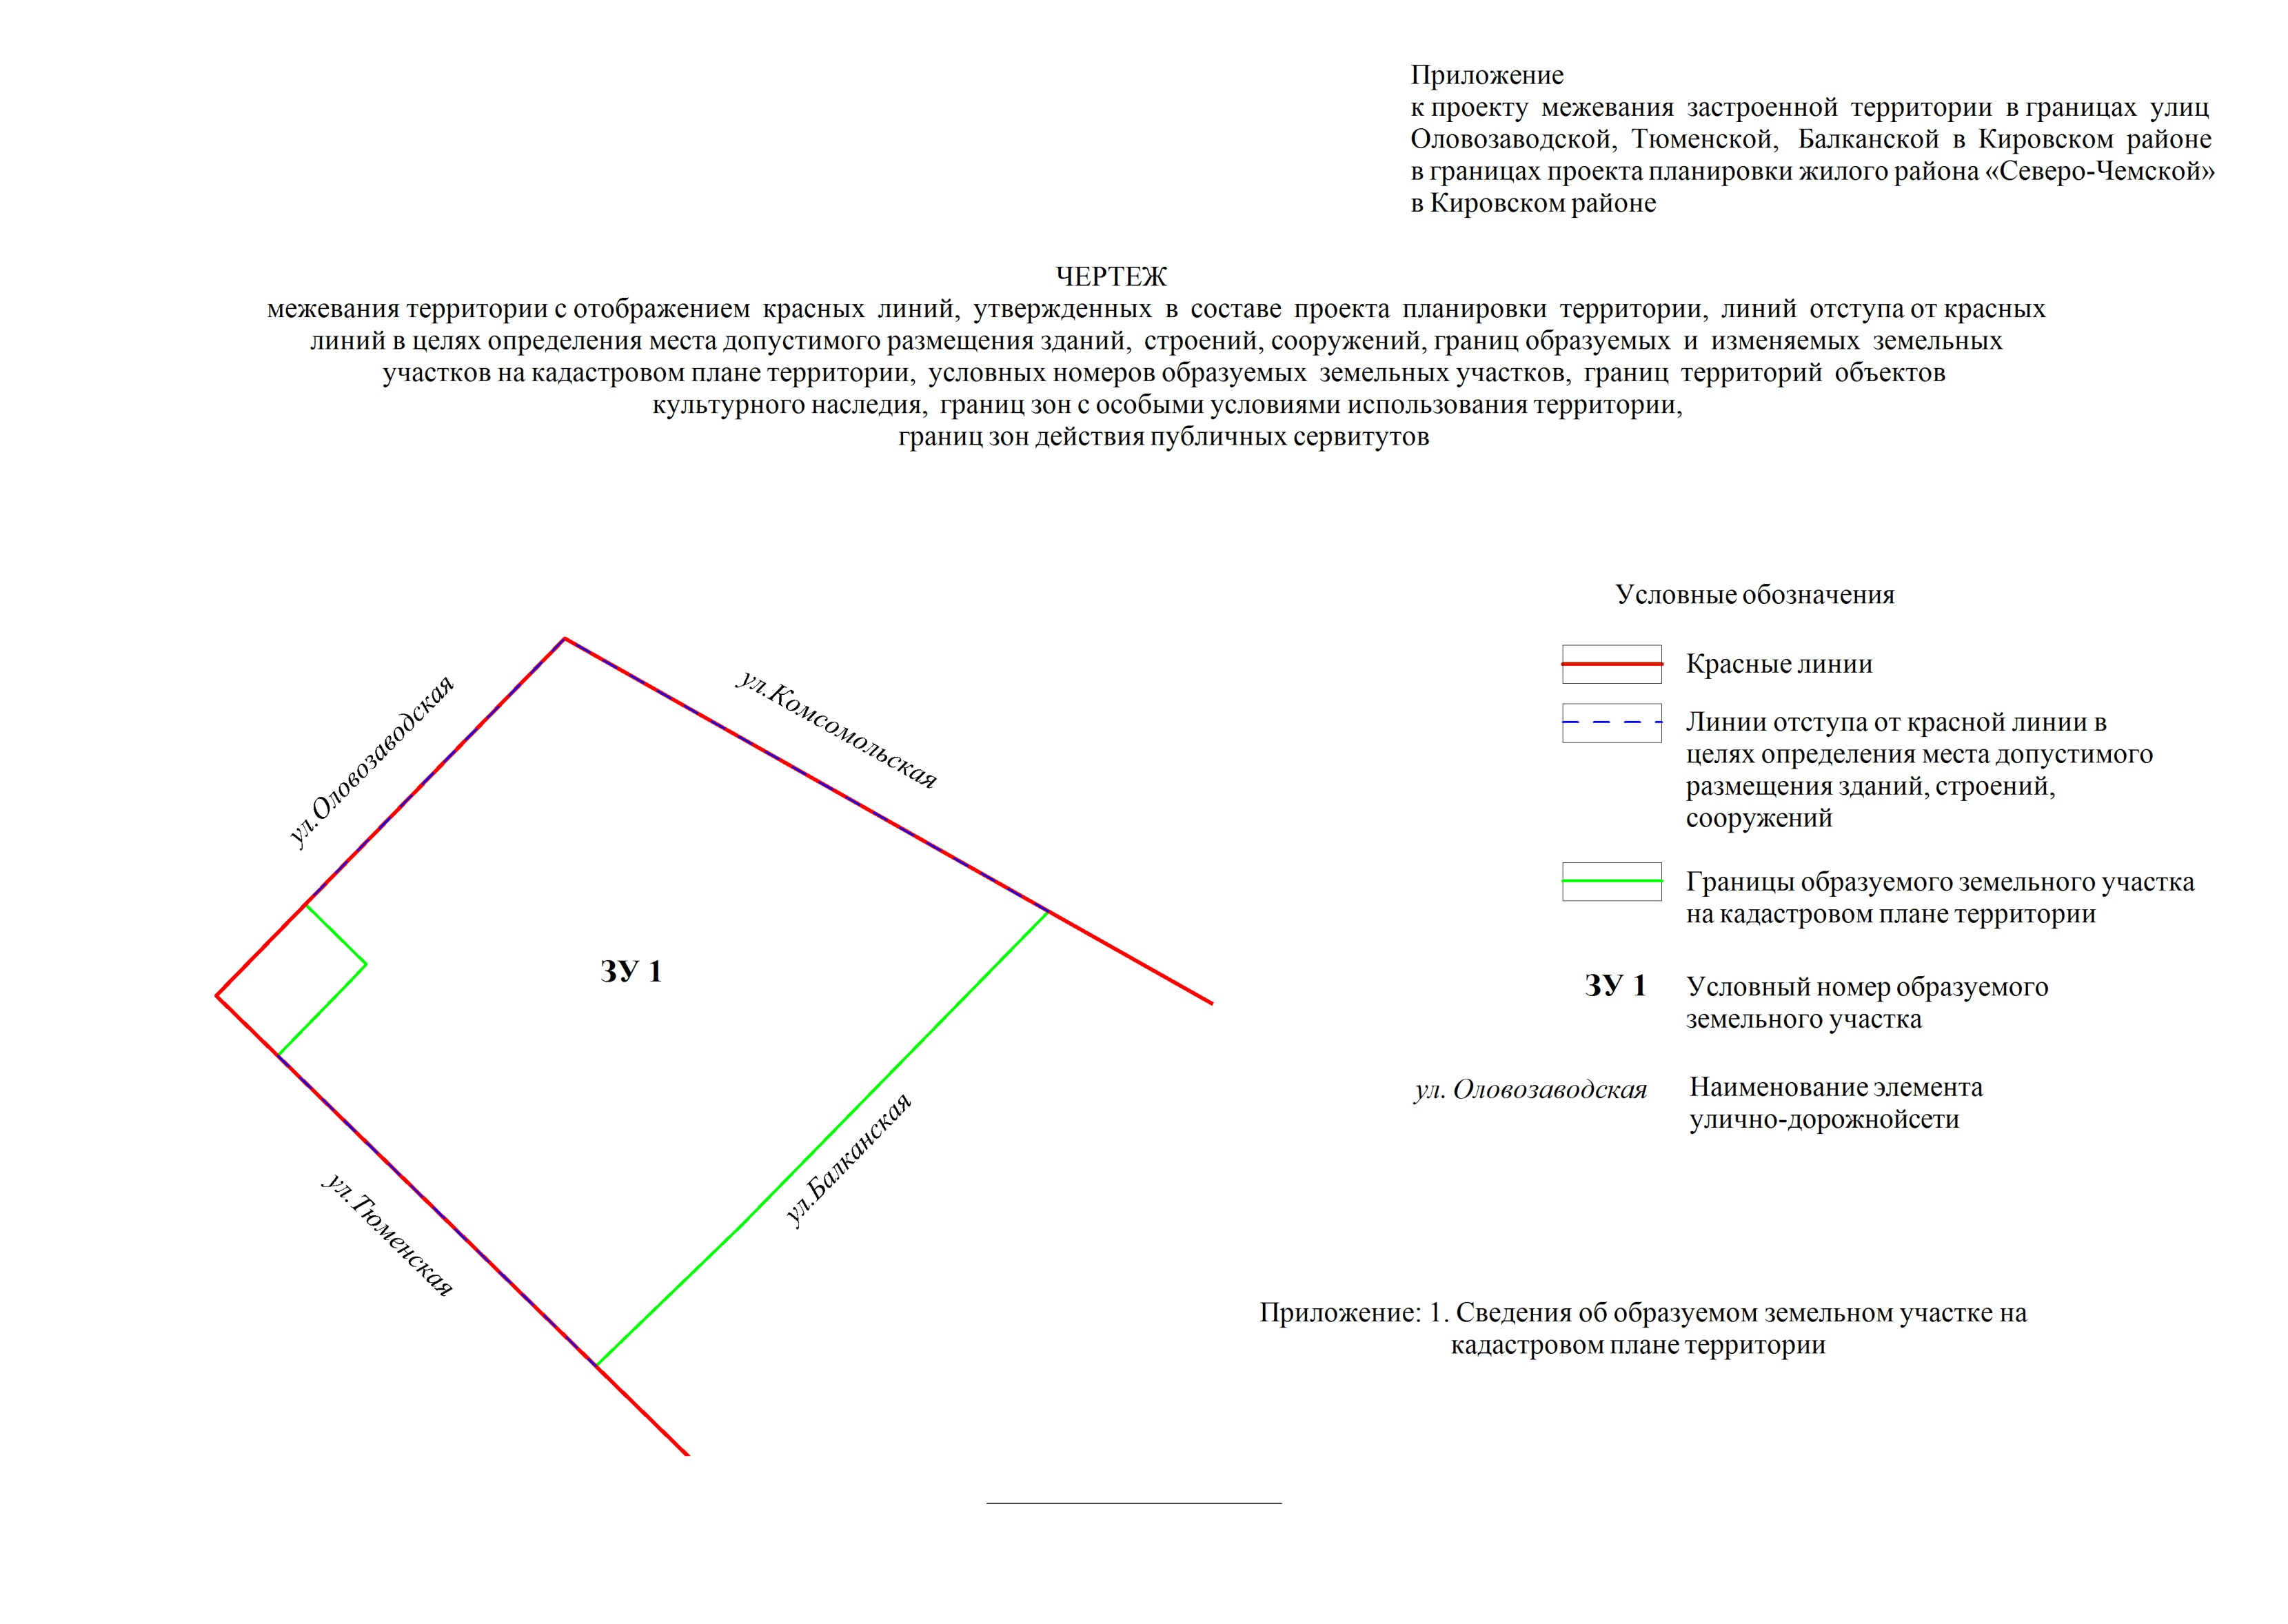 Приложение
к проекту межевания застроенной территории в границах улиц
Оловозаводской, Тюменской, Балканской в Кировском районе
в границах проекта планировки жилого района «Северо-Чемской»
в Кировском районе
ЧЕРТЕЖ
межевания территории с отображением красных линий, утвержденных в составе проекта планировки территории, линий отступа от красных
линий в целях определения места допустимого размещения зданий, строений, сооружений, границ образуемых и изменяемых земельных
участков на кадастровом плане территории, условных номеров образуемых земельных участков, границ территорий объектов
культурного наследия, границ зон с особыми условиями использования территории,
границ зон действия публичных сервитутов
ул.Оловозаводская
ул.Комсомольская
ЗУ 1
ул.Балканская
ул.Тюменская
Условные обозначения
Красные линии
Линии отступа от красной линии в
целях определения места допустимого
размещения зданий, строений,
сооружений
Границы образуемого земельного участка
на кадастровом плане территории
ЗУ 1 Условный номер образуемого
земельного участка
ул. Оловозаводская Наименование элемента
улично-дорожнойсети
Приложение: 1. Сведения об образуемом земельном участке на
кадастровом плане территории